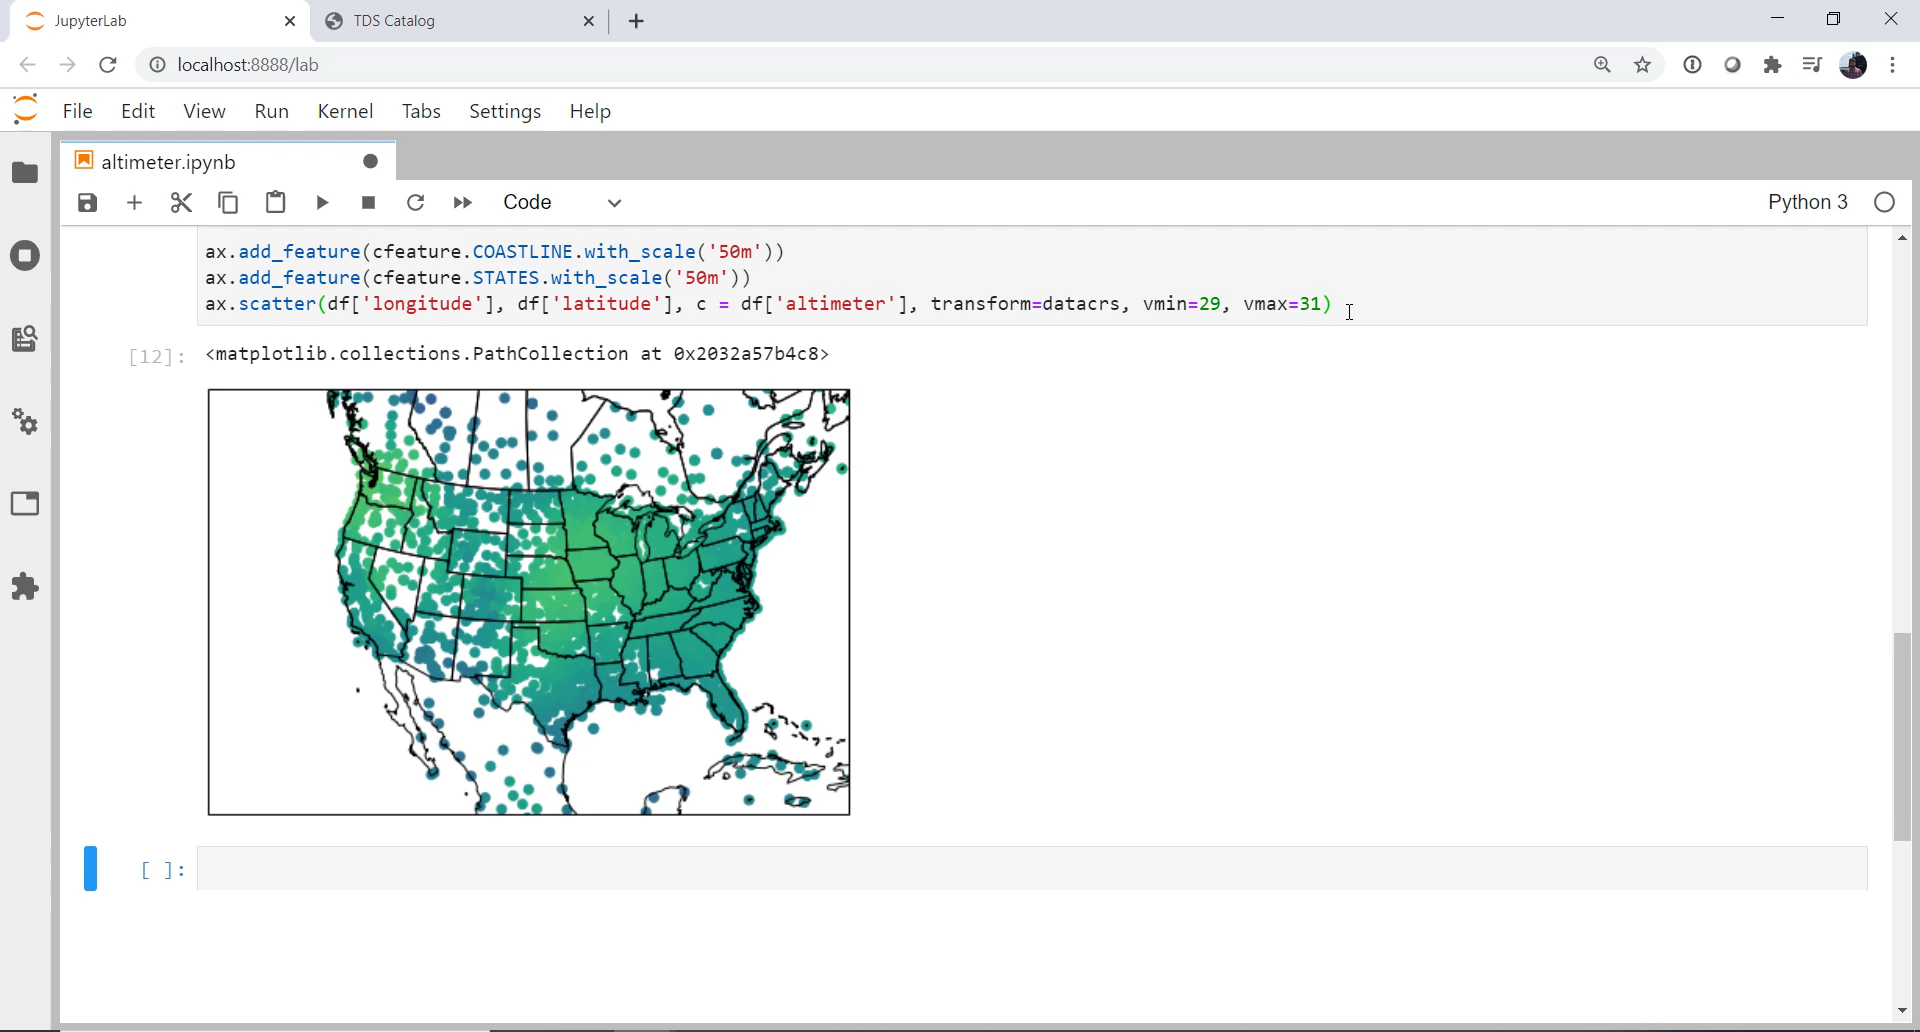 JupyterLab
TDS Catalog
localhost:8888/lab
File Edit View Run Kernel Tabs Settings Help
altimeter.ipynb
Code
Python 3
ax.add_feature(cfeature.COASTLINE.with_scale('50m'))
ax.add_feature(cfeature.STATES.with_scale('50m'))
ax.scatter(df['longitude'], df['latitude'], c = df['altimeter'], transform=datacrs, vmin=29, vmax=31)
[12]: <matplotlib.collections.PathCollection at 0x2032a57b4c8>
[ ]: